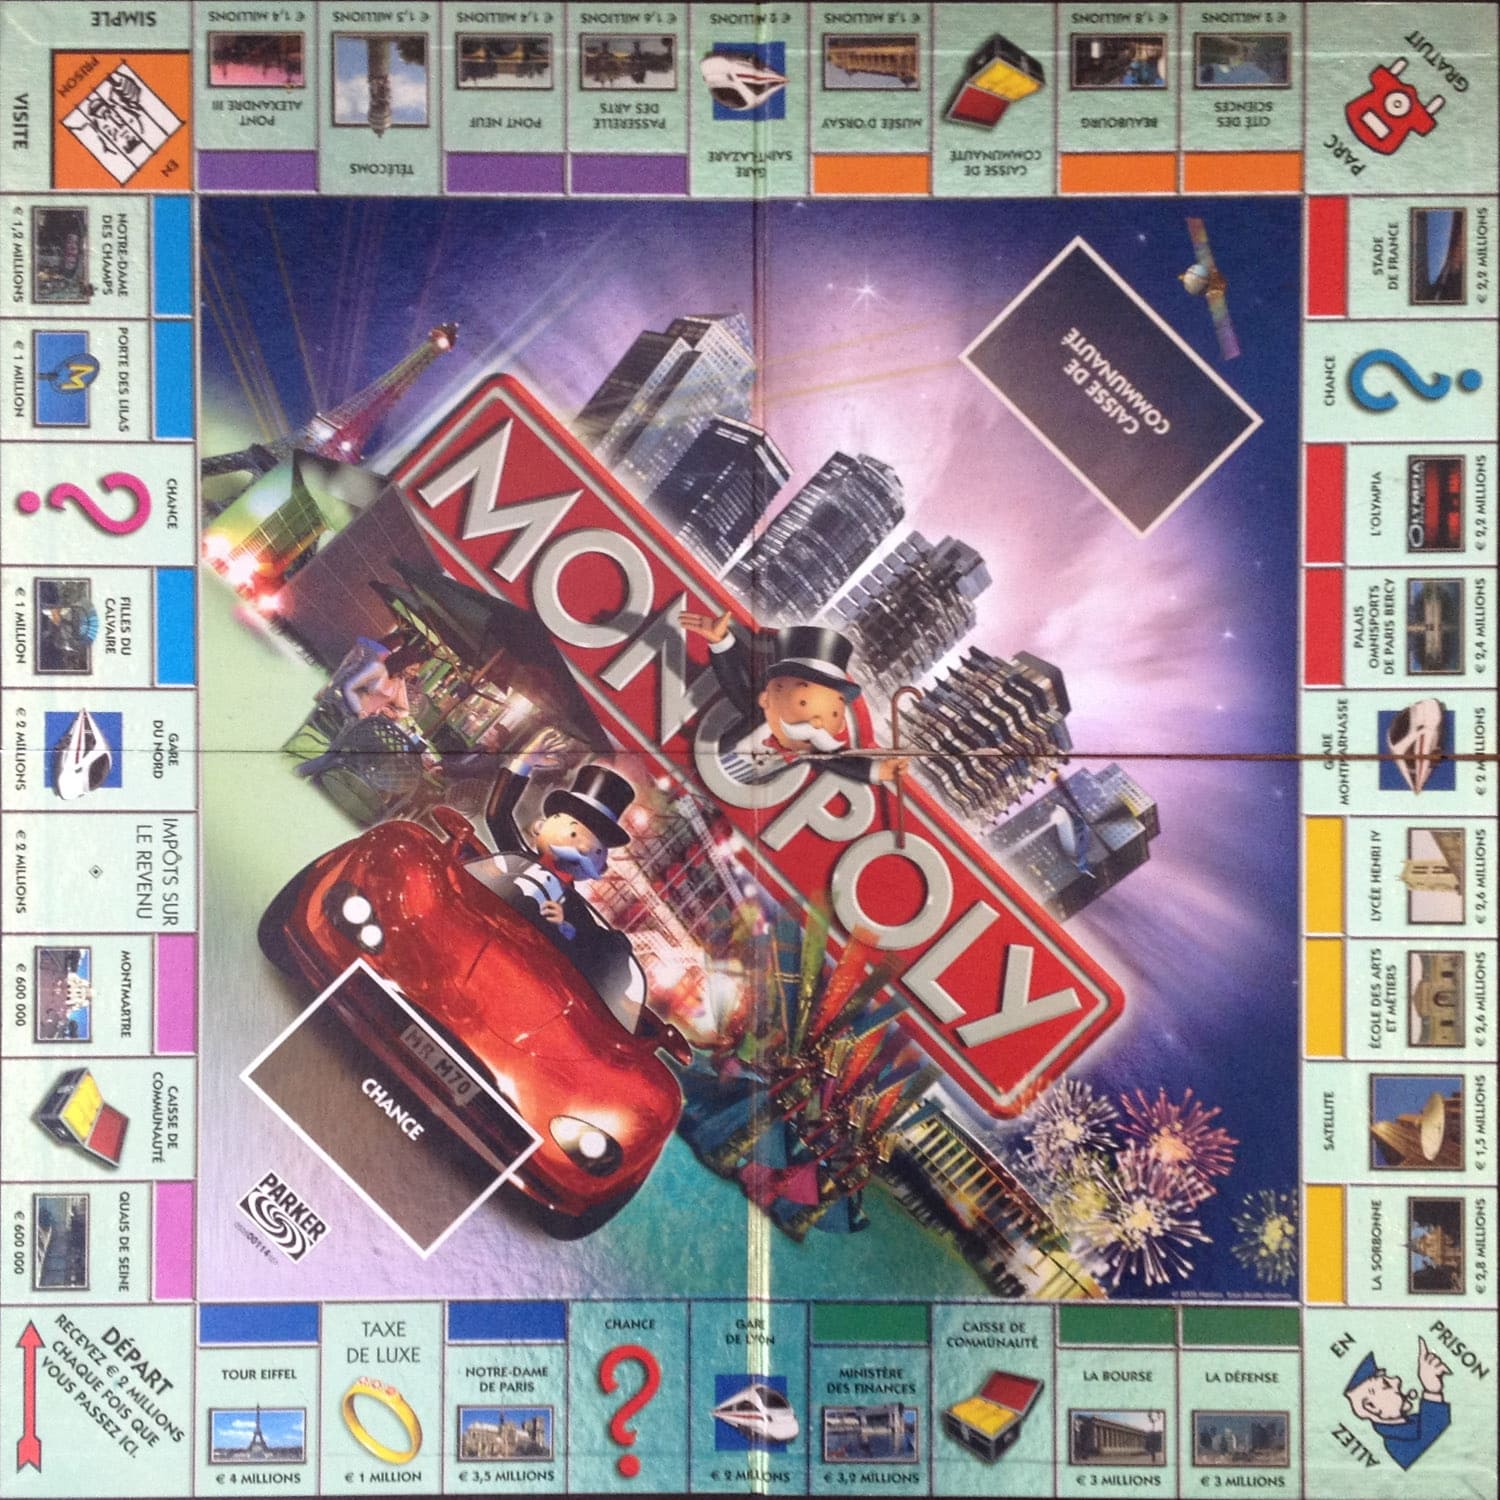 PARC
GRATUIT
STADE
DE FRANCE
€ 2,2 MILLIONS
CHANCE
L'OLYMPIA
OLYMPIA
€ 2,2 MILLIONS
PALAIS
OMNISPORTS
DE PARIS BERCY
€ 2,4 MILLIONS
GARE
MONTPARNASSE
€ 2 MILLIONS
LYCÉE HENRI IV
€ 2,6 MILLIONS
ÉCOLE DES ARTS
ET MÉTIERS
€ 2,6 MILLIONS
SATELLITE
€ 1,5 MILLIONS
LA SORBONNE
€ 2,8 MILLIONS
ALLEZ
EN
PRISON
LA DÉFENSE
€ 3 MILLIONS
LA BOURSE
€ 3 MILLIONS
CAISSE DE
COMMUNAUTÉ
MINISTÈRE
DES FINANCES
€ 3,2 MILLIONS
GARE
DE LYON
€ 2 MILLIONS
CHANCE
NOTRE-DAME
DE PARIS
€ 3,5 MILLIONS
TAXE
DE LUXE
€ 1 MILLION
TOUR EIFFEL
€ 4 MILLIONS
DÉPART
RECEVEZ € 2 MILLIONS
CHAQUE FOIS QUE
VOUS PASSEZ ICI.
QUAIS DE SEINE
€ 600 000
CAISSE DE
COMMUNAUTÉ
MONTMARTRE
€ 600 000
IMPÔTS SUR
LE REVENU
€ 2 MILLIONS
GARE
DU NORD
€ 2 MILLIONS
FILLES DU
CALVAIRE
€ 1 MILLION
CHANCE
PORTE DES LILAS
M
€ 1 MILLION
NOTRE-DAME
DES CHAMPS
€ 1,2 MILLIONS
EN
PRISON
SIMPLE
VISITE
PONT
ALEXANDRE III
€ 1,4 MILLIONS
TÉLÉCOMS
€ 1,5 MILLIONS
PONT NEUF
€ 1,4 MILLIONS
PASSERELLE
DES ARTS
€ 1,6 MILLIONS
GARE
SAINT-LAZARE
€ 2 MILLIONS
MUSÉE D'ORSAY
€ 1,8 MILLIONS
CAISSE DE
COMMUNAUTÉ
BEAUBOURG
€ 1,8 MILLIONS
CITÉ DES
SCIENCES
€ 2 MILLIONS
CAISSE DE
COMMUNAUTÉ
MONOPOLY
MR M70
CHANCE
PARKER